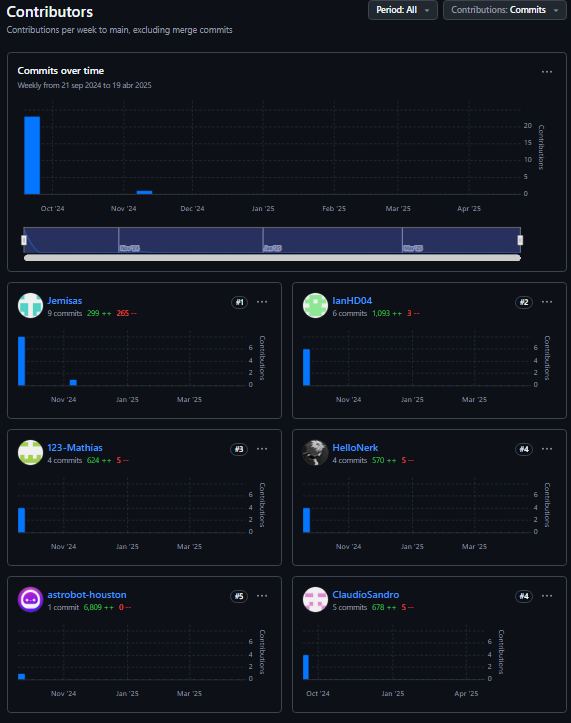 Contributors
Period: All
Contributions: Commits
Contributions per week to main, excluding merge commits
Commits over time
Weekly from 21 sep 2024 to 19 abr 2025
20
15
10
5
0
Contributions
Oct '24 Nov '24 Dec '24 Jan '25 Feb '25 Mar '25 Apr '25
Jemisas #1
9 commits 299 ++ 265 --
6
4
2
0
Contributions
Nov '24 Jan '25 Mar '25
IanHD04 #2
6 commits 1,093 ++ 3 --
6
4
2
0
Contributions
Nov '24 Jan '25 Mar '25
123-Mathias #3
4 commits 624 ++ 5 --
6
4
2
0
Contributions
Nov '24 Jan '25 Mar '25
HelloNerk #4
4 commits 570 ++ 5 --
6
4
2
0
Contributions
Nov '24 Jan '25 Mar '25
astrobot-houston #5
1 commit 6,809 ++ 0 --
6
4
2
0
Contributions
Nov '24 Jan '25 Mar '25
ClaudioSandro #4
5 commits 678 ++ 5 --
6
4
2
0
Contributions
Oct '24 Jan '25 Apr '25